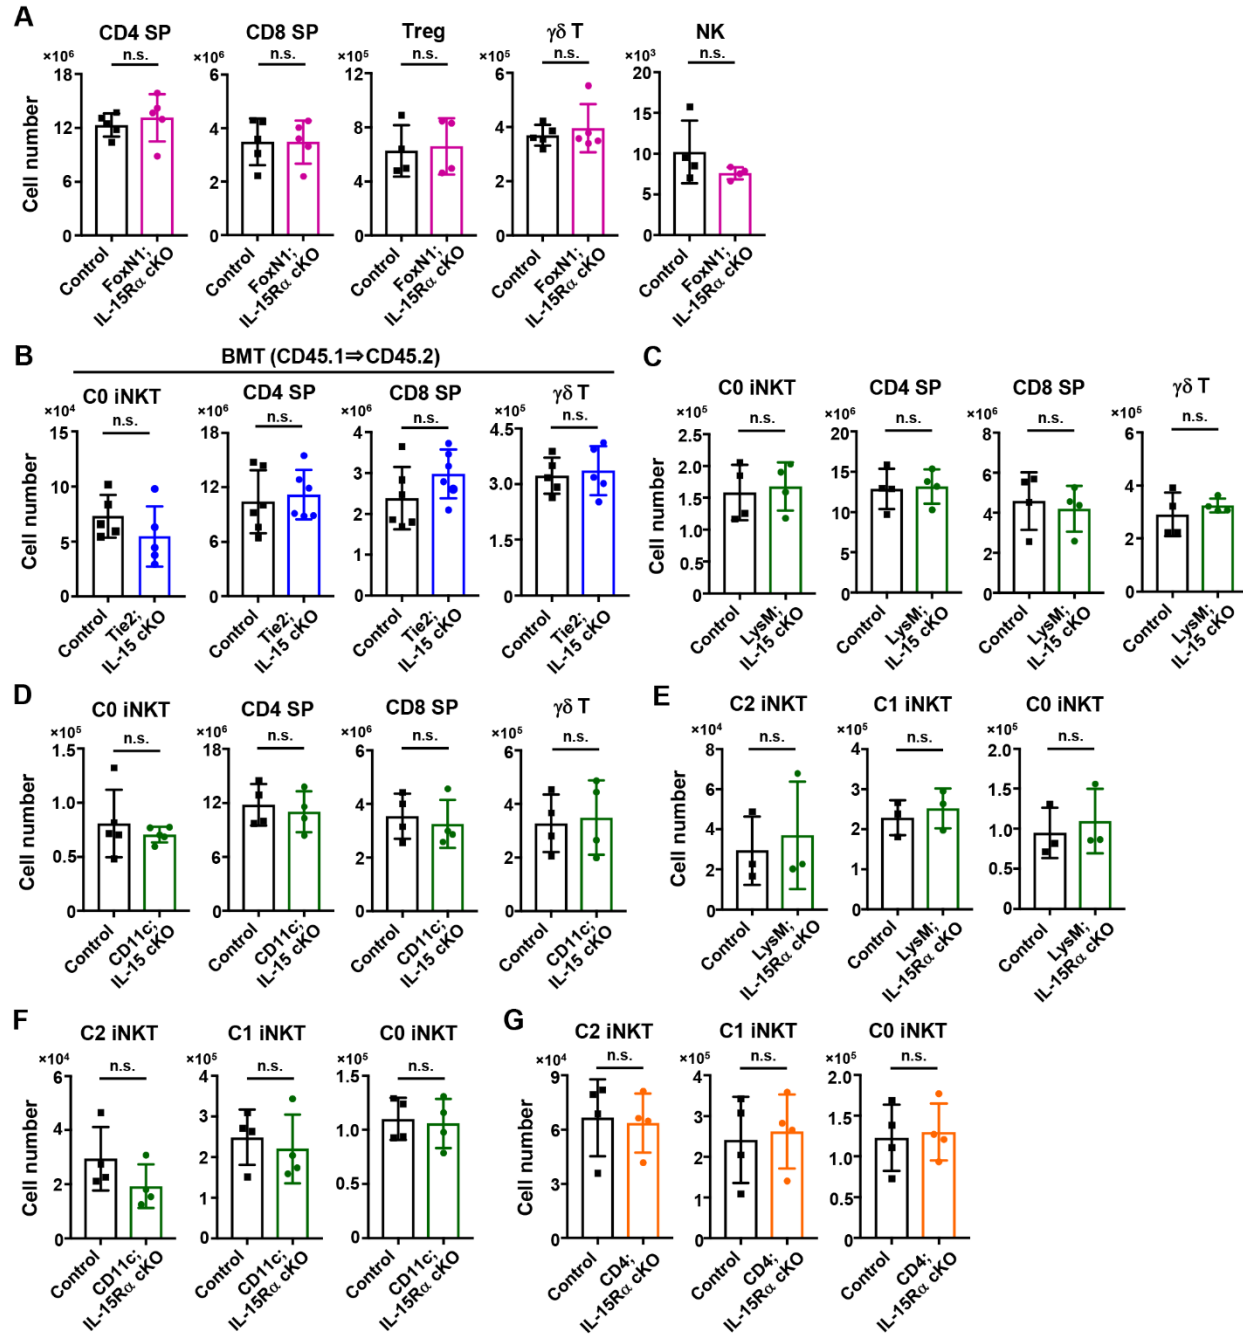 A
CD4 SP
CD8 SP
Treg
γδ T
NK
×10⁶
×10⁶
×10⁵
×10⁵
×10³
n.s.
n.s.
n.s.
n.s.
n.s.
Cell number
18
12
6
0
6
4
2
0
12
8
4
0
6
4
2
0
20
15
10
5
0
Control
FoxN1;
IL-15Rα cKO
Control
FoxN1;
IL-15Rα cKO
Control
FoxN1;
IL-15Rα cKO
Control
FoxN1;
IL-15Rα cKO
Control
FoxN1;
IL-15Rα cKO
B
BMT (CD45.1⇒CD45.2)
C0 iNKT
CD4 SP
CD8 SP
γδ T
×10⁴
×10⁶
×10⁶
×10⁵
n.s.
n.s.
n.s.
n.s.
Cell number
15
10
5
0
18
12
6
0
4
3
2
1
0
4.5
3.0
1.5
0
Control
Tie2;
IL-15 cKO
Control
Tie2;
IL-15 cKO
Control
Tie2;
IL-15 cKO
Control
Tie2;
IL-15 cKO
C
C0 iNKT
CD4 SP
CD8 SP
γδ T
×10⁵
×10⁶
×10⁶
×10⁵
n.s.
n.s.
n.s.
n.s.
Cell number
2.5
2.0
1.5
1.0
0.5
0
20
15
10
5
0
8
6
4
2
0
6
4
2
0
Control
LysM;
IL-15 cKO
Control
LysM;
IL-15 cKO
Control
LysM;
IL-15 cKO
Control
LysM;
IL-15 cKO
D
C0 iNKT
CD4 SP
CD8 SP
γδ T
×10⁵
×10⁶
×10⁶
×10⁵
n.s.
n.s.
n.s.
n.s.
Cell number
1.5
1.0
0.5
0
18
12
6
0
6
4
2
0
6
4
2
0
Control
CD11c;
IL-15 cKO
Control
CD11c;
IL-15 cKO
Control
CD11c;
IL-15 cKO
Control
CD11c;
IL-15 cKO
E
C2 iNKT
C1 iNKT
C0 iNKT
×10⁴
×10⁵
×10⁵
n.s.
n.s.
n.s.
Cell number
8
6
4
2
0
4
3
2
1
0
2.0
1.5
1.0
0.5
0
Control
LysM;
IL-15Rα cKO
Control
LysM;
IL-15Rα cKO
Control
LysM;
IL-15Rα cKO
F
C2 iNKT
C1 iNKT
C0 iNKT
×10⁴
×10⁵
×10⁵
n.s.
n.s.
n.s.
Cell number
6
4
2
0
4
3
2
1
0
1.5
1.0
0.5
0
Control
CD11c;
IL-15Rα cKO
Control
CD11c;
IL-15Rα cKO
Control
CD11c;
IL-15Rα cKO
G
C2 iNKT
C1 iNKT
C0 iNKT
×10⁴
×10⁵
×10⁵
n.s.
n.s.
n.s.
Cell number
9
6
3
0
4
3
2
1
0
2.0
1.5
1.0
0.5
0
Control
CD4;
IL-15Rα cKO
Control
CD4;
IL-15Rα cKO
Control
CD4;
IL-15Rα cKO